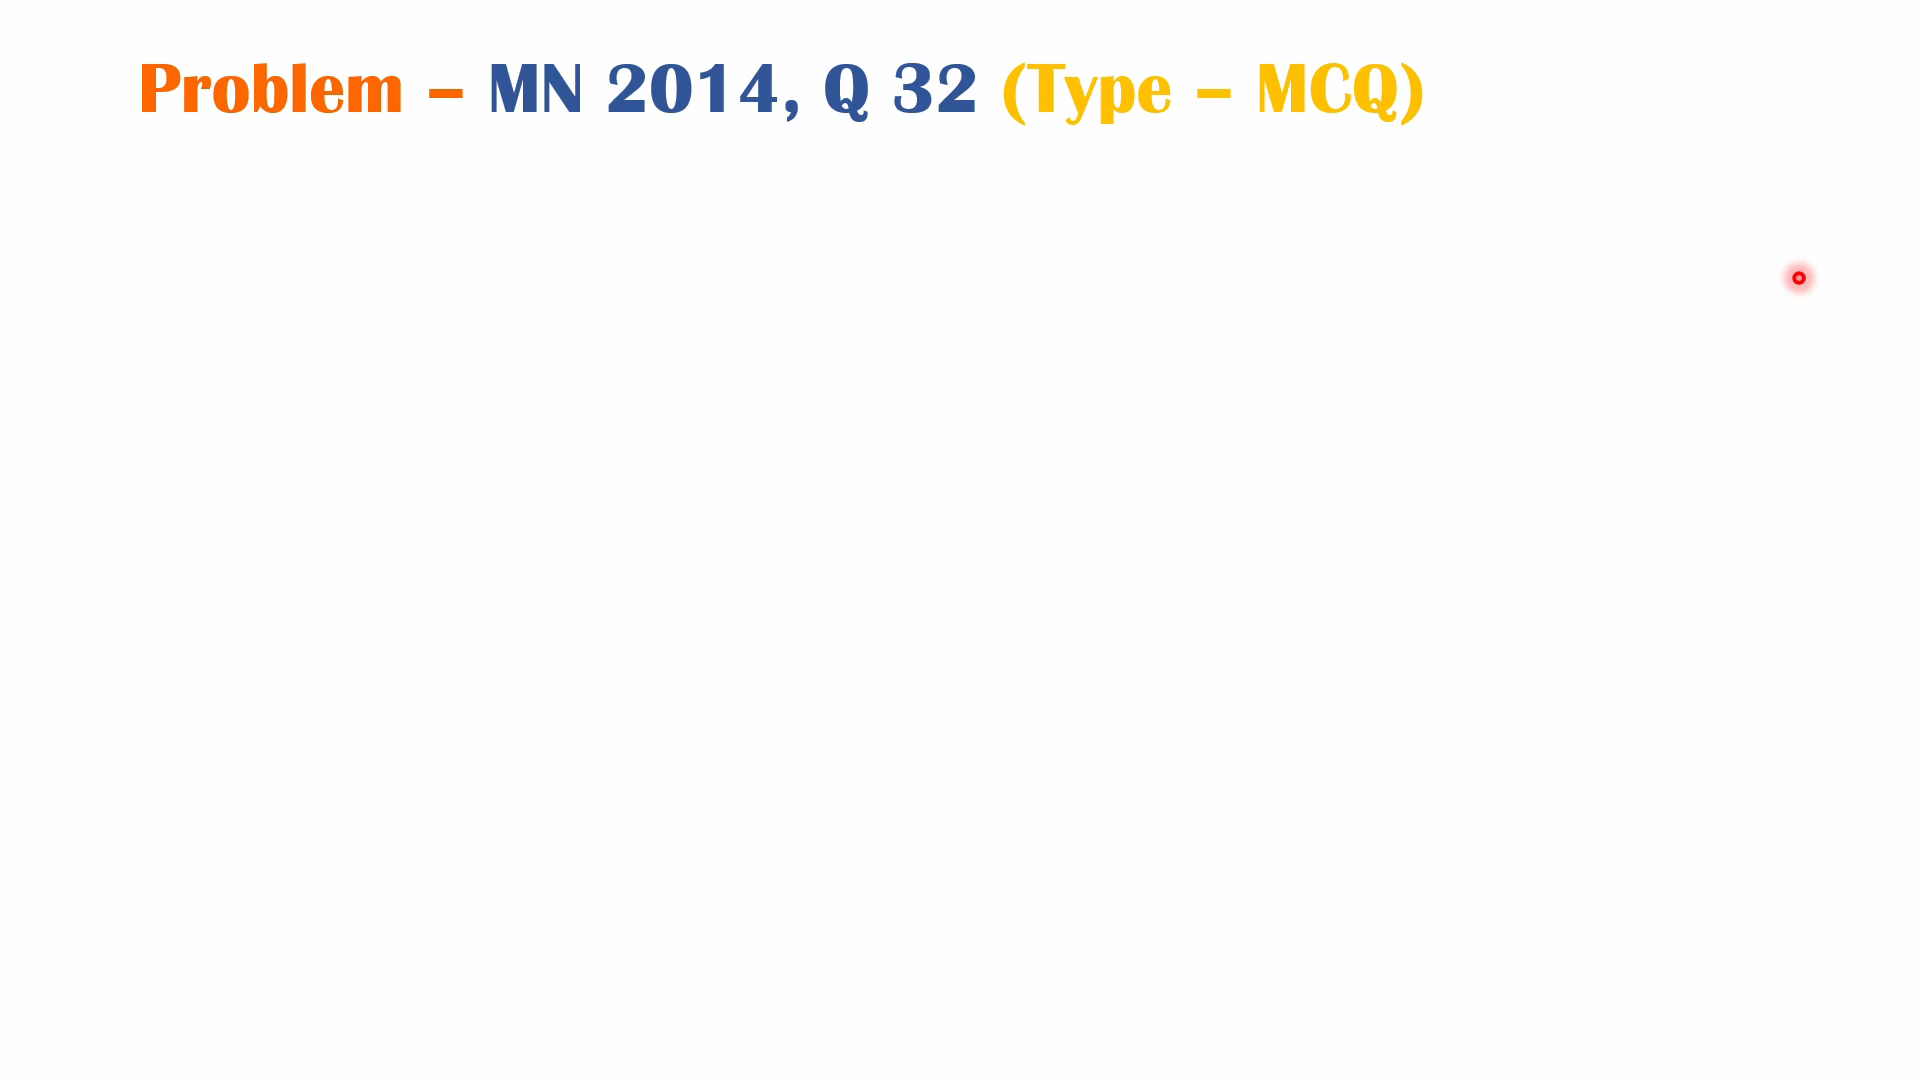 Problem – MN 2014, Q 32 (Type – MCQ)